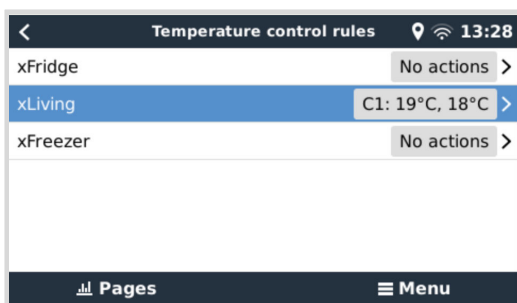 Temperature control rules 13:28
xFridge No actions
xLiving C1: 19°C, 18°C
xFreezer No actions
Pages Menu